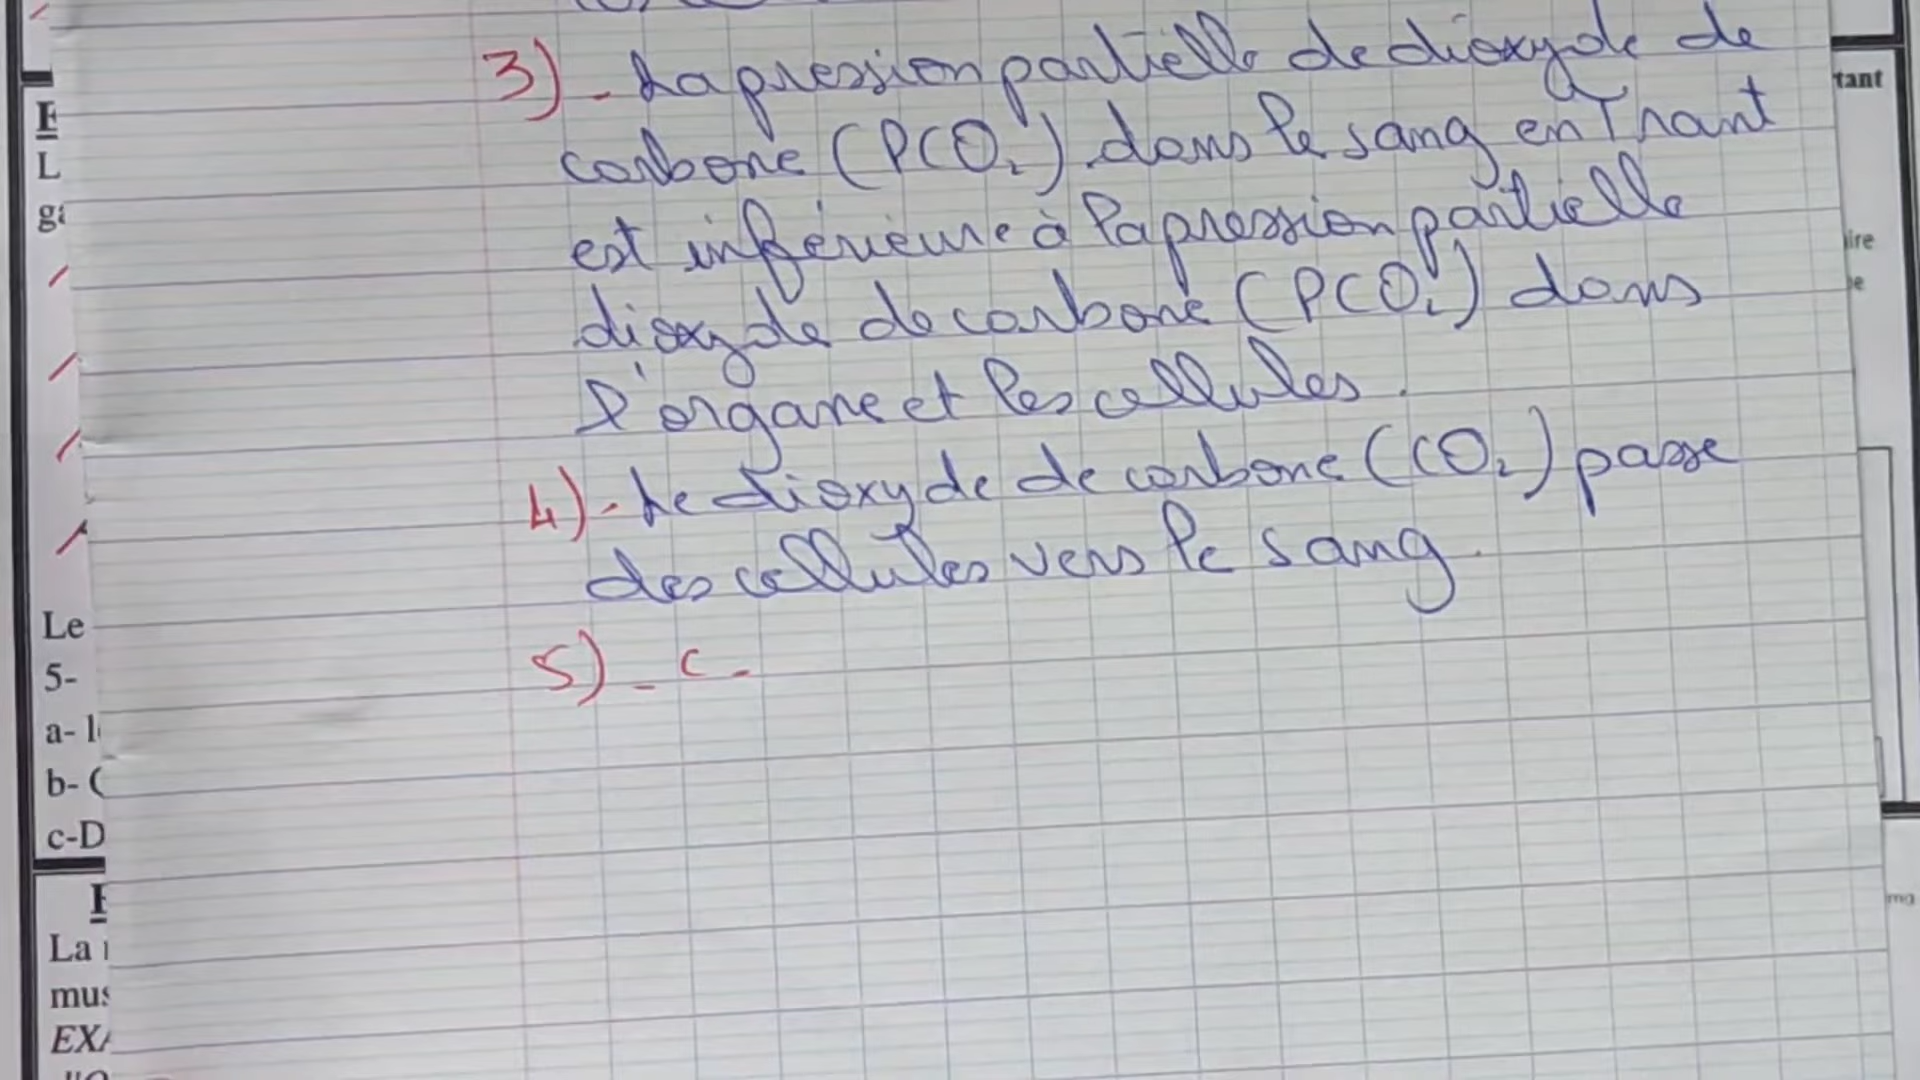 3)- La pression partielle de dioxyde de
carbone (PCO₂) dans le sang entrant
est inférieure à la pression partielle
dioxyde de carbone (PCO₂) dans
l'organe et les cellules.
4)- Le dioxyde de carbone (CO₂) passe
des cellules vers le sang.
5)- c-
tant
L
Le
5-
a-
b-
c-D
La
EXA